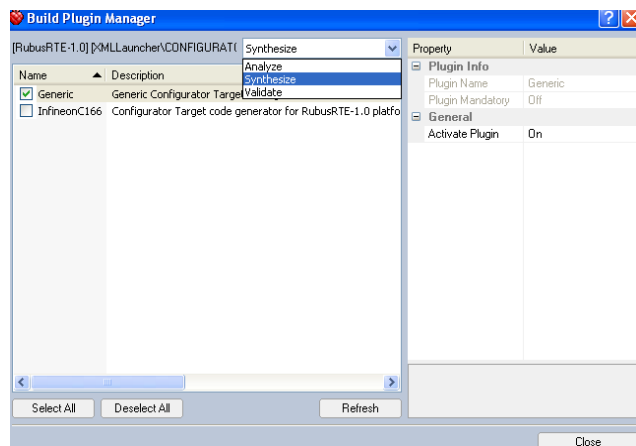 Build Plugin Manager
[RubusRTE-1.0] [XMLLauncher\CONFIGURAT( Synthesize
Analyze
Synthesize
Validate
Name Description
Generic Generic Configurator Target
InfineonC166 Configurator Target code generator for RubusRTE-1.0 platfo
Property Value
Plugin Info
Plugin Name Generic
Plugin Mandatory Off
General
Activate Plugin On
Select All Deselect All Refresh
Close